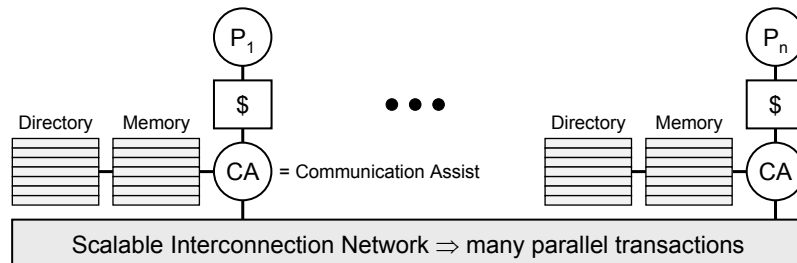 P1 Pn
$ $
Directory Memory Directory Memory
CA = Communication Assist CA
Scalable Interconnection Network ⇒ many parallel transactions